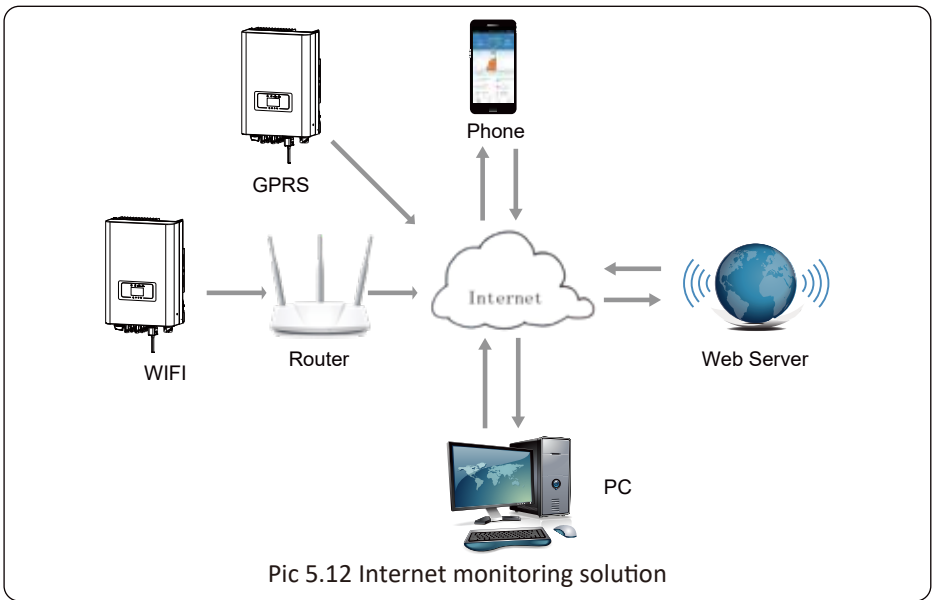 Phone
GPRS
Internet
WIFI
Router
Web Server
PC
Pic 5.12 Internet monitoring solution